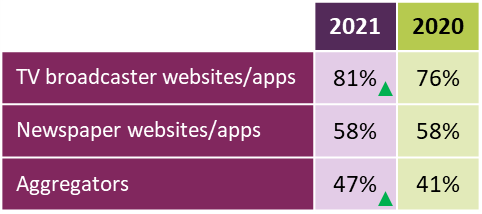 2021 2020
TV broadcaster websites/apps 81% 76%
Newspaper websites/apps 58% 58%
Aggregators 47% 41%